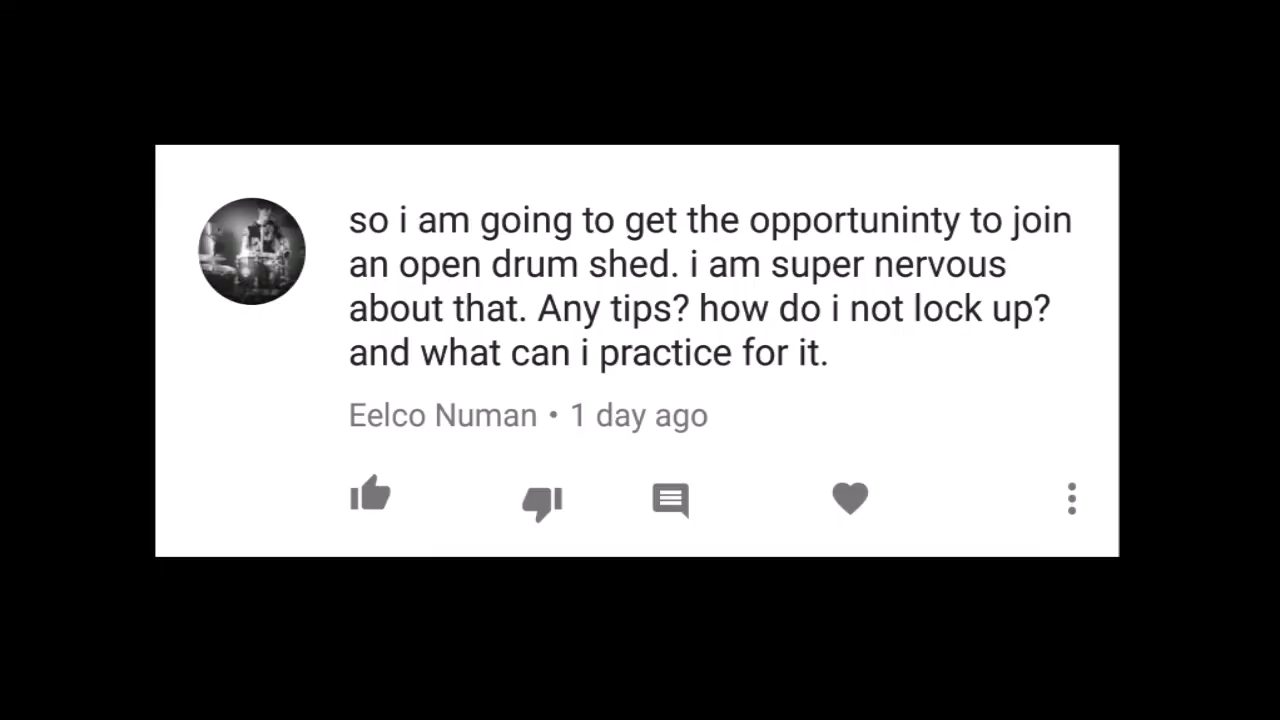 so i am going to get the opportuninty to join
an open drum shed. i am super nervous
about that. Any tips? how do i not lock up?
and what can i practice for it.
Eelco Numan • 1 day ago